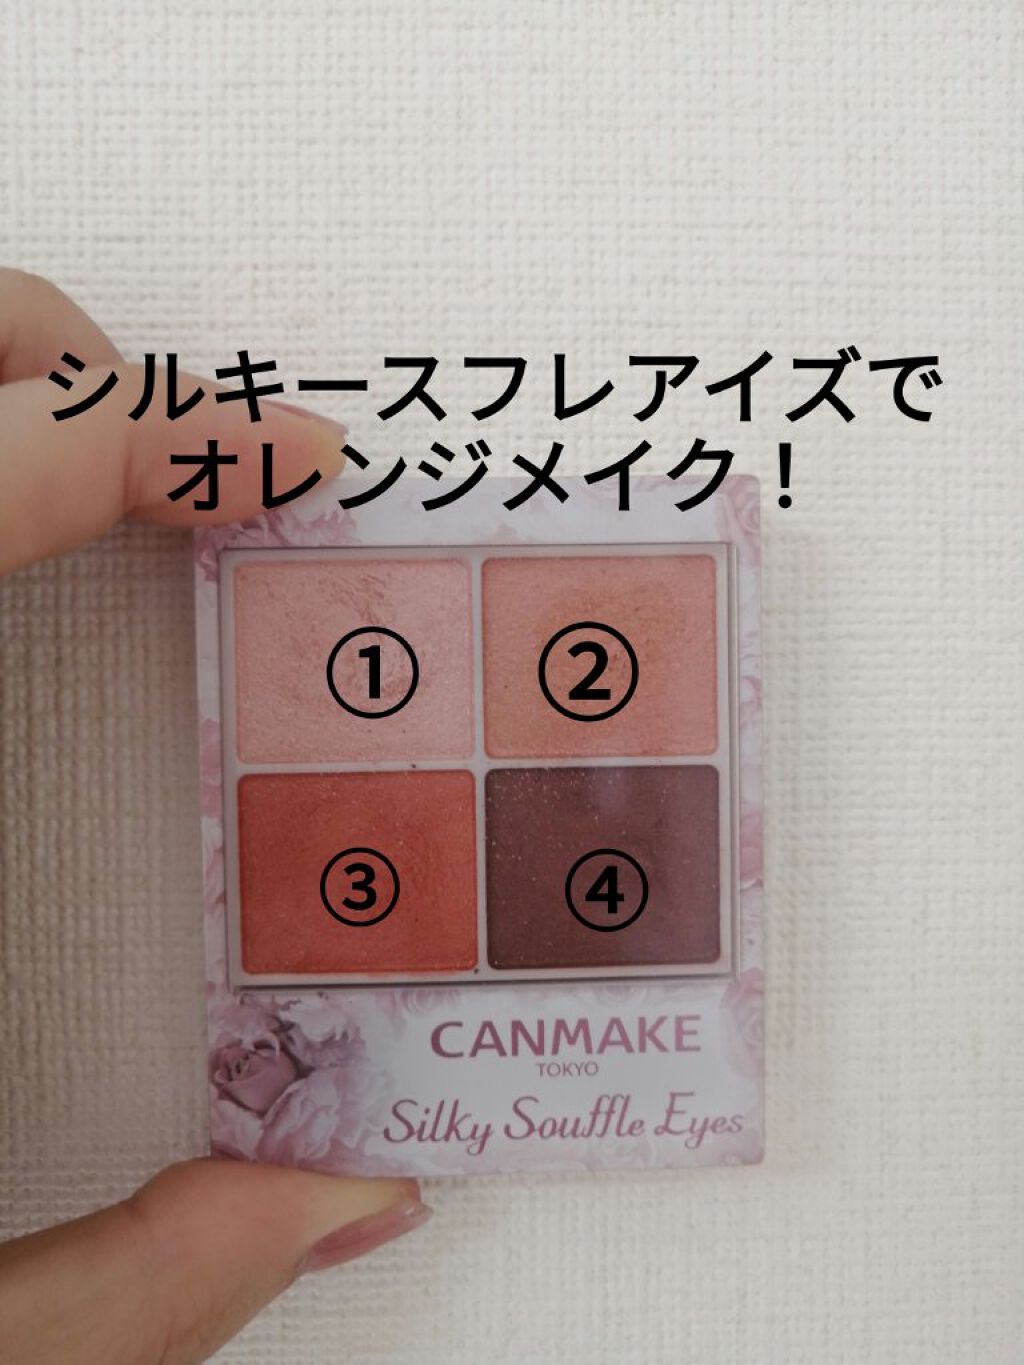 シルキースフレアイズで
オレンジメイク！
① ②
③ ④
CANMAKE
TOKYO
Silky Souffle Eyes